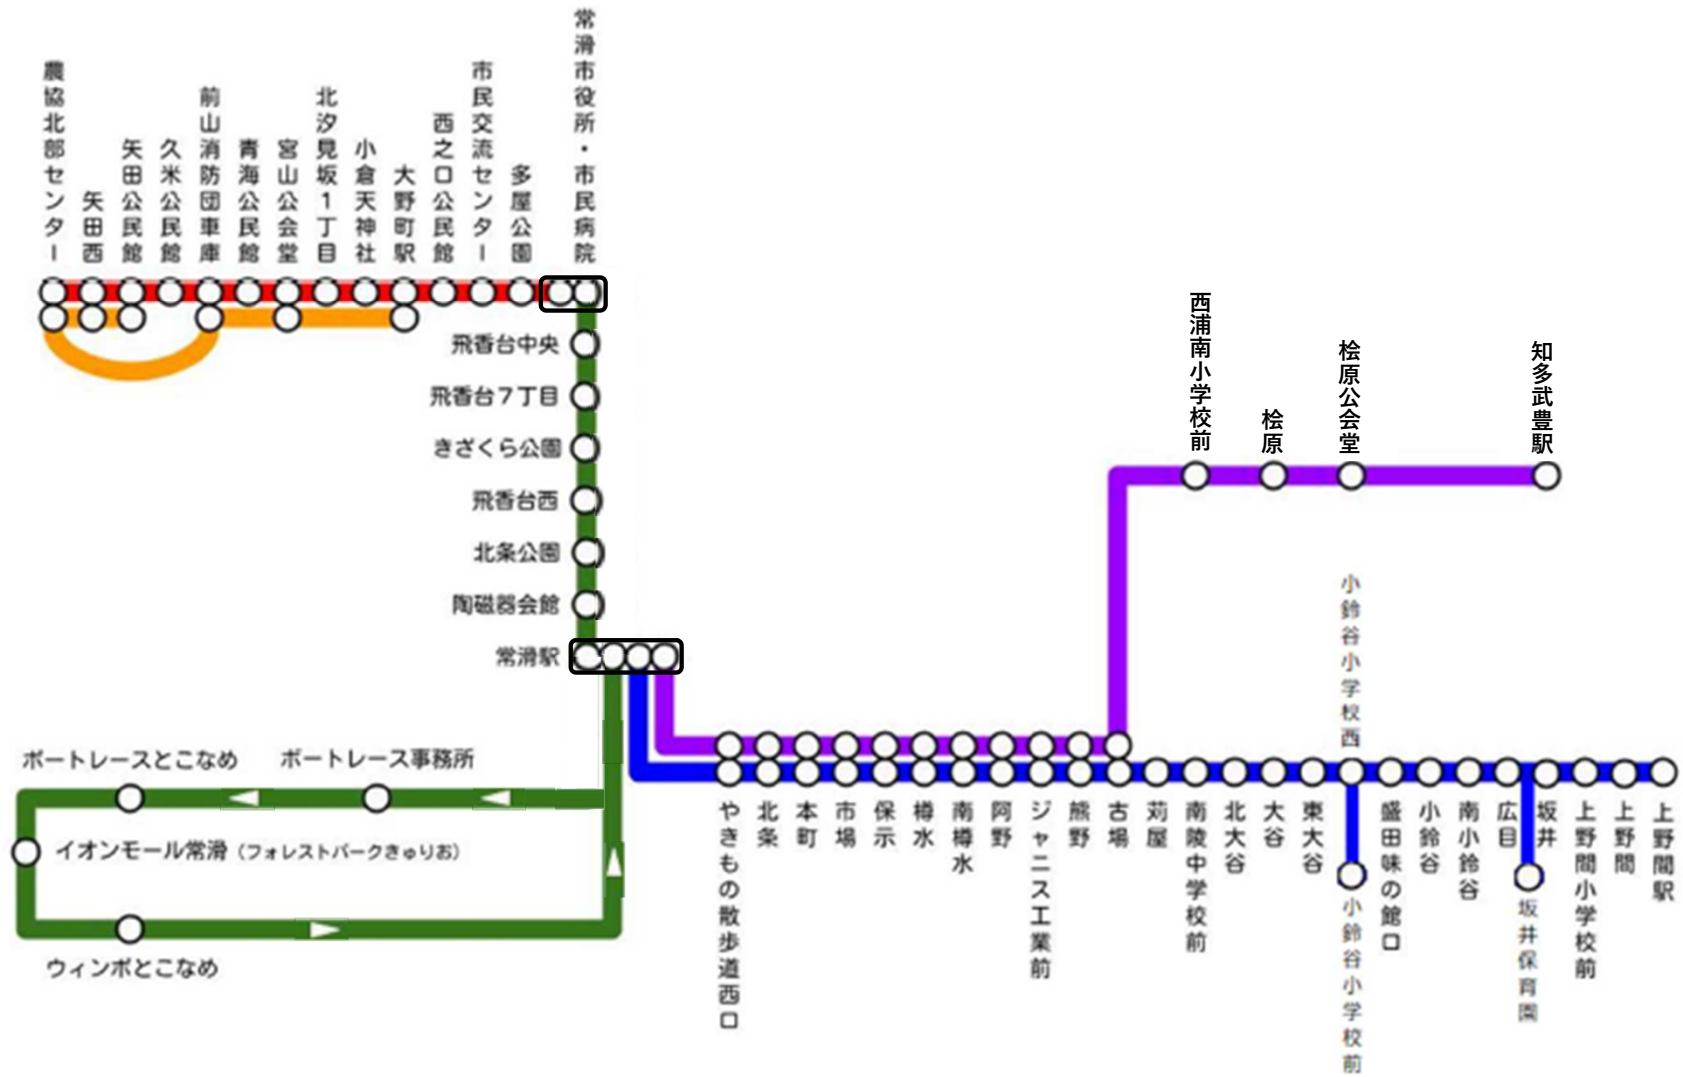 農協北部センター
矢田西
矢田公民館
久米公民館
前山消防団車庫
青海公民館
宮山公会堂
北汐見坂1丁目
小倉天神社
大野町駅
西之口公民館
市民交流センター
多屋公園
常滑市役所・市民病院
飛香台中央
飛香台7丁目
きざくら公園
飛香台西
北条公園
陶磁器会館
常滑駅
西浦南小学校前
桧原
桧原公会堂
知多武豊駅
小鈴谷小学校西
ボートレースとこなめ
ボートレース事務所
イオンモール常滑（フォレストパークきゅりお）
ウィンボとこなめ
やきもの散歩道西口
北条
本町
市場
保示
樽水
南樽水
阿野
ジャニス工業前
熊野
古場
苅屋
南陵中学校前
北大谷
大谷
東大谷
小鈴谷小学校前
盛田味の館口
小鈴谷
南小鈴谷
広目
坂井保育園
坂井
上野間小学校前
上野間
上野間駅